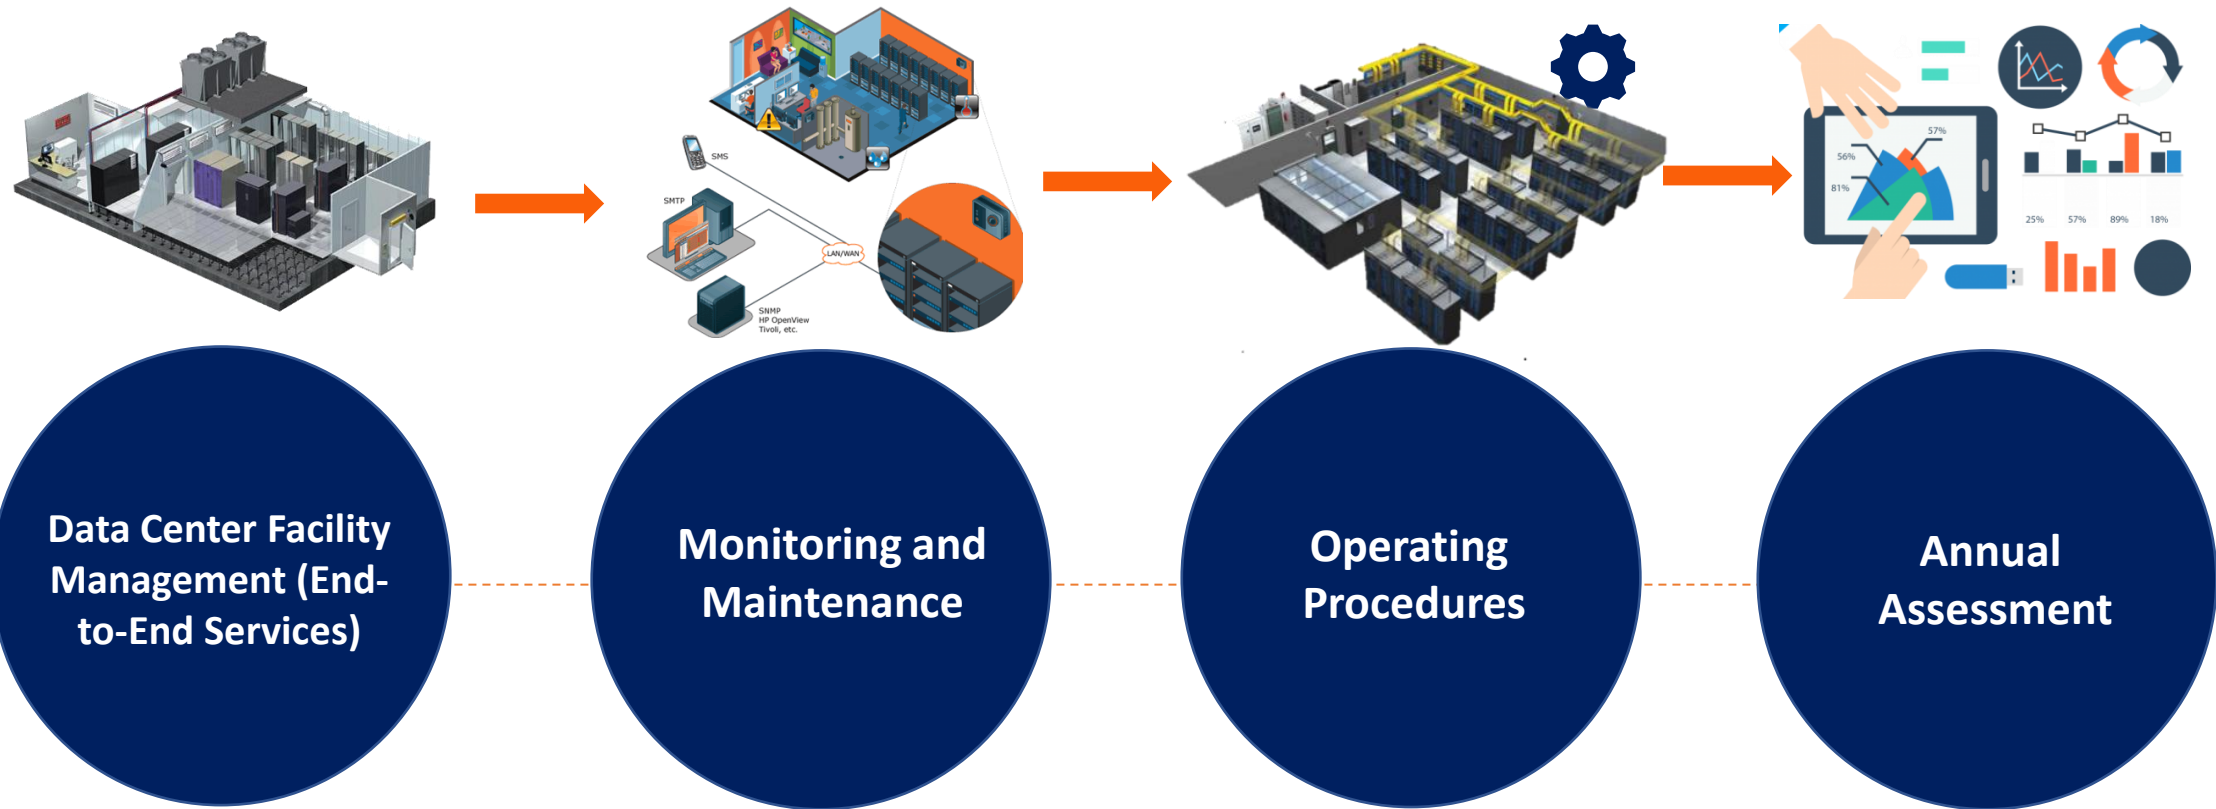 SMS
SMTP
LAN/WAN
SNMP
HP OpenView
Tivoli, etc.
57%
56%
81%
25% 57% 89% 18%
Data Center Facility
Management (End-
to-End Services)
Monitoring and
Maintenance
Operating
Procedures
Annual
Assessment